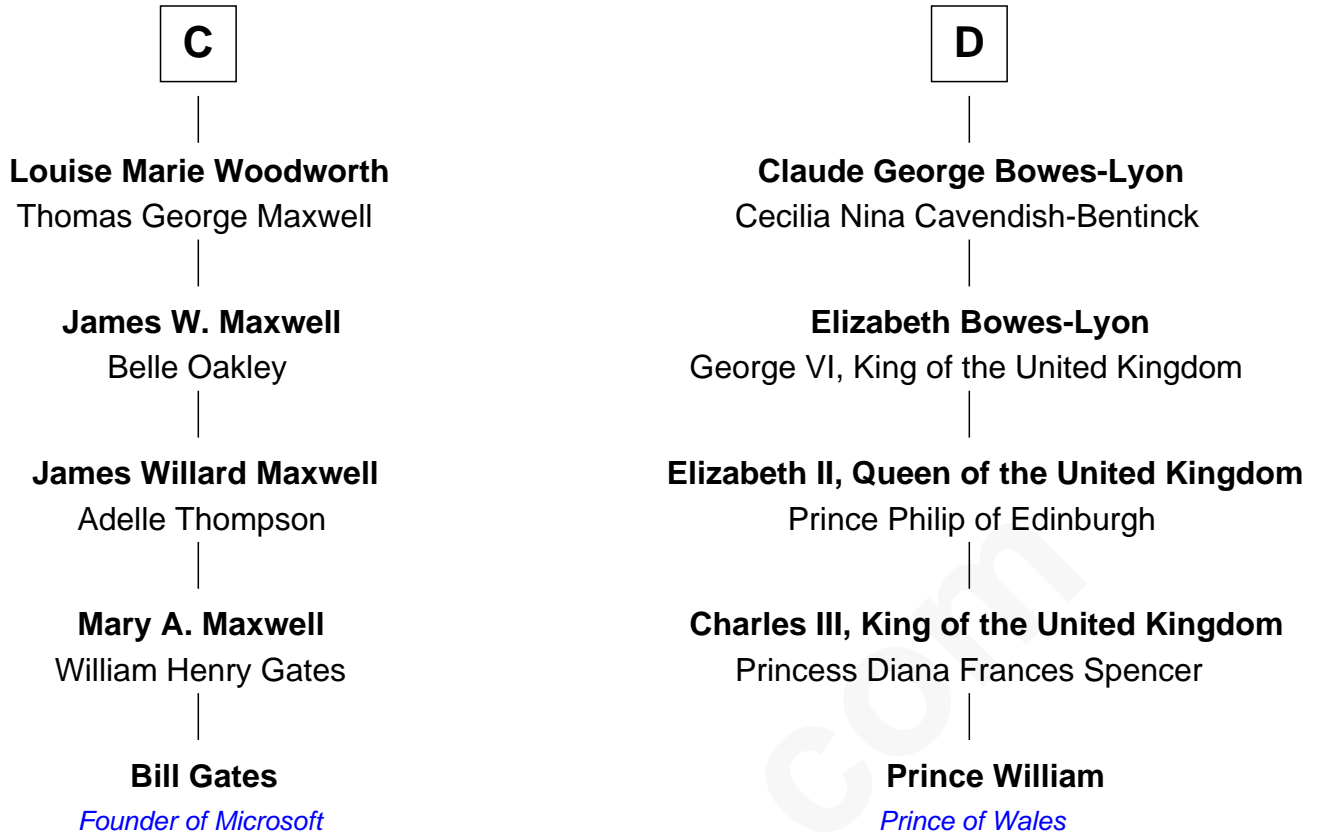 C
Louise Marie Woodworth
Thomas George Maxwell
James W. Maxwell
Belle Oakley
James Willard Maxwell
Adelle Thompson
Mary A. Maxwell
William Henry Gates
Bill Gates
Founder of Microsoft
D
Claude George Bowes-Lyon
Cecilia Nina Cavendish-Bentinck
Elizabeth Bowes-Lyon
George VI, King of the United Kingdom
Elizabeth II, Queen of the United Kingdom
Prince Philip of Edinburgh
Charles III, King of the United Kingdom
Princess Diana Frances Spencer
Prince William
Prince of Wales
com